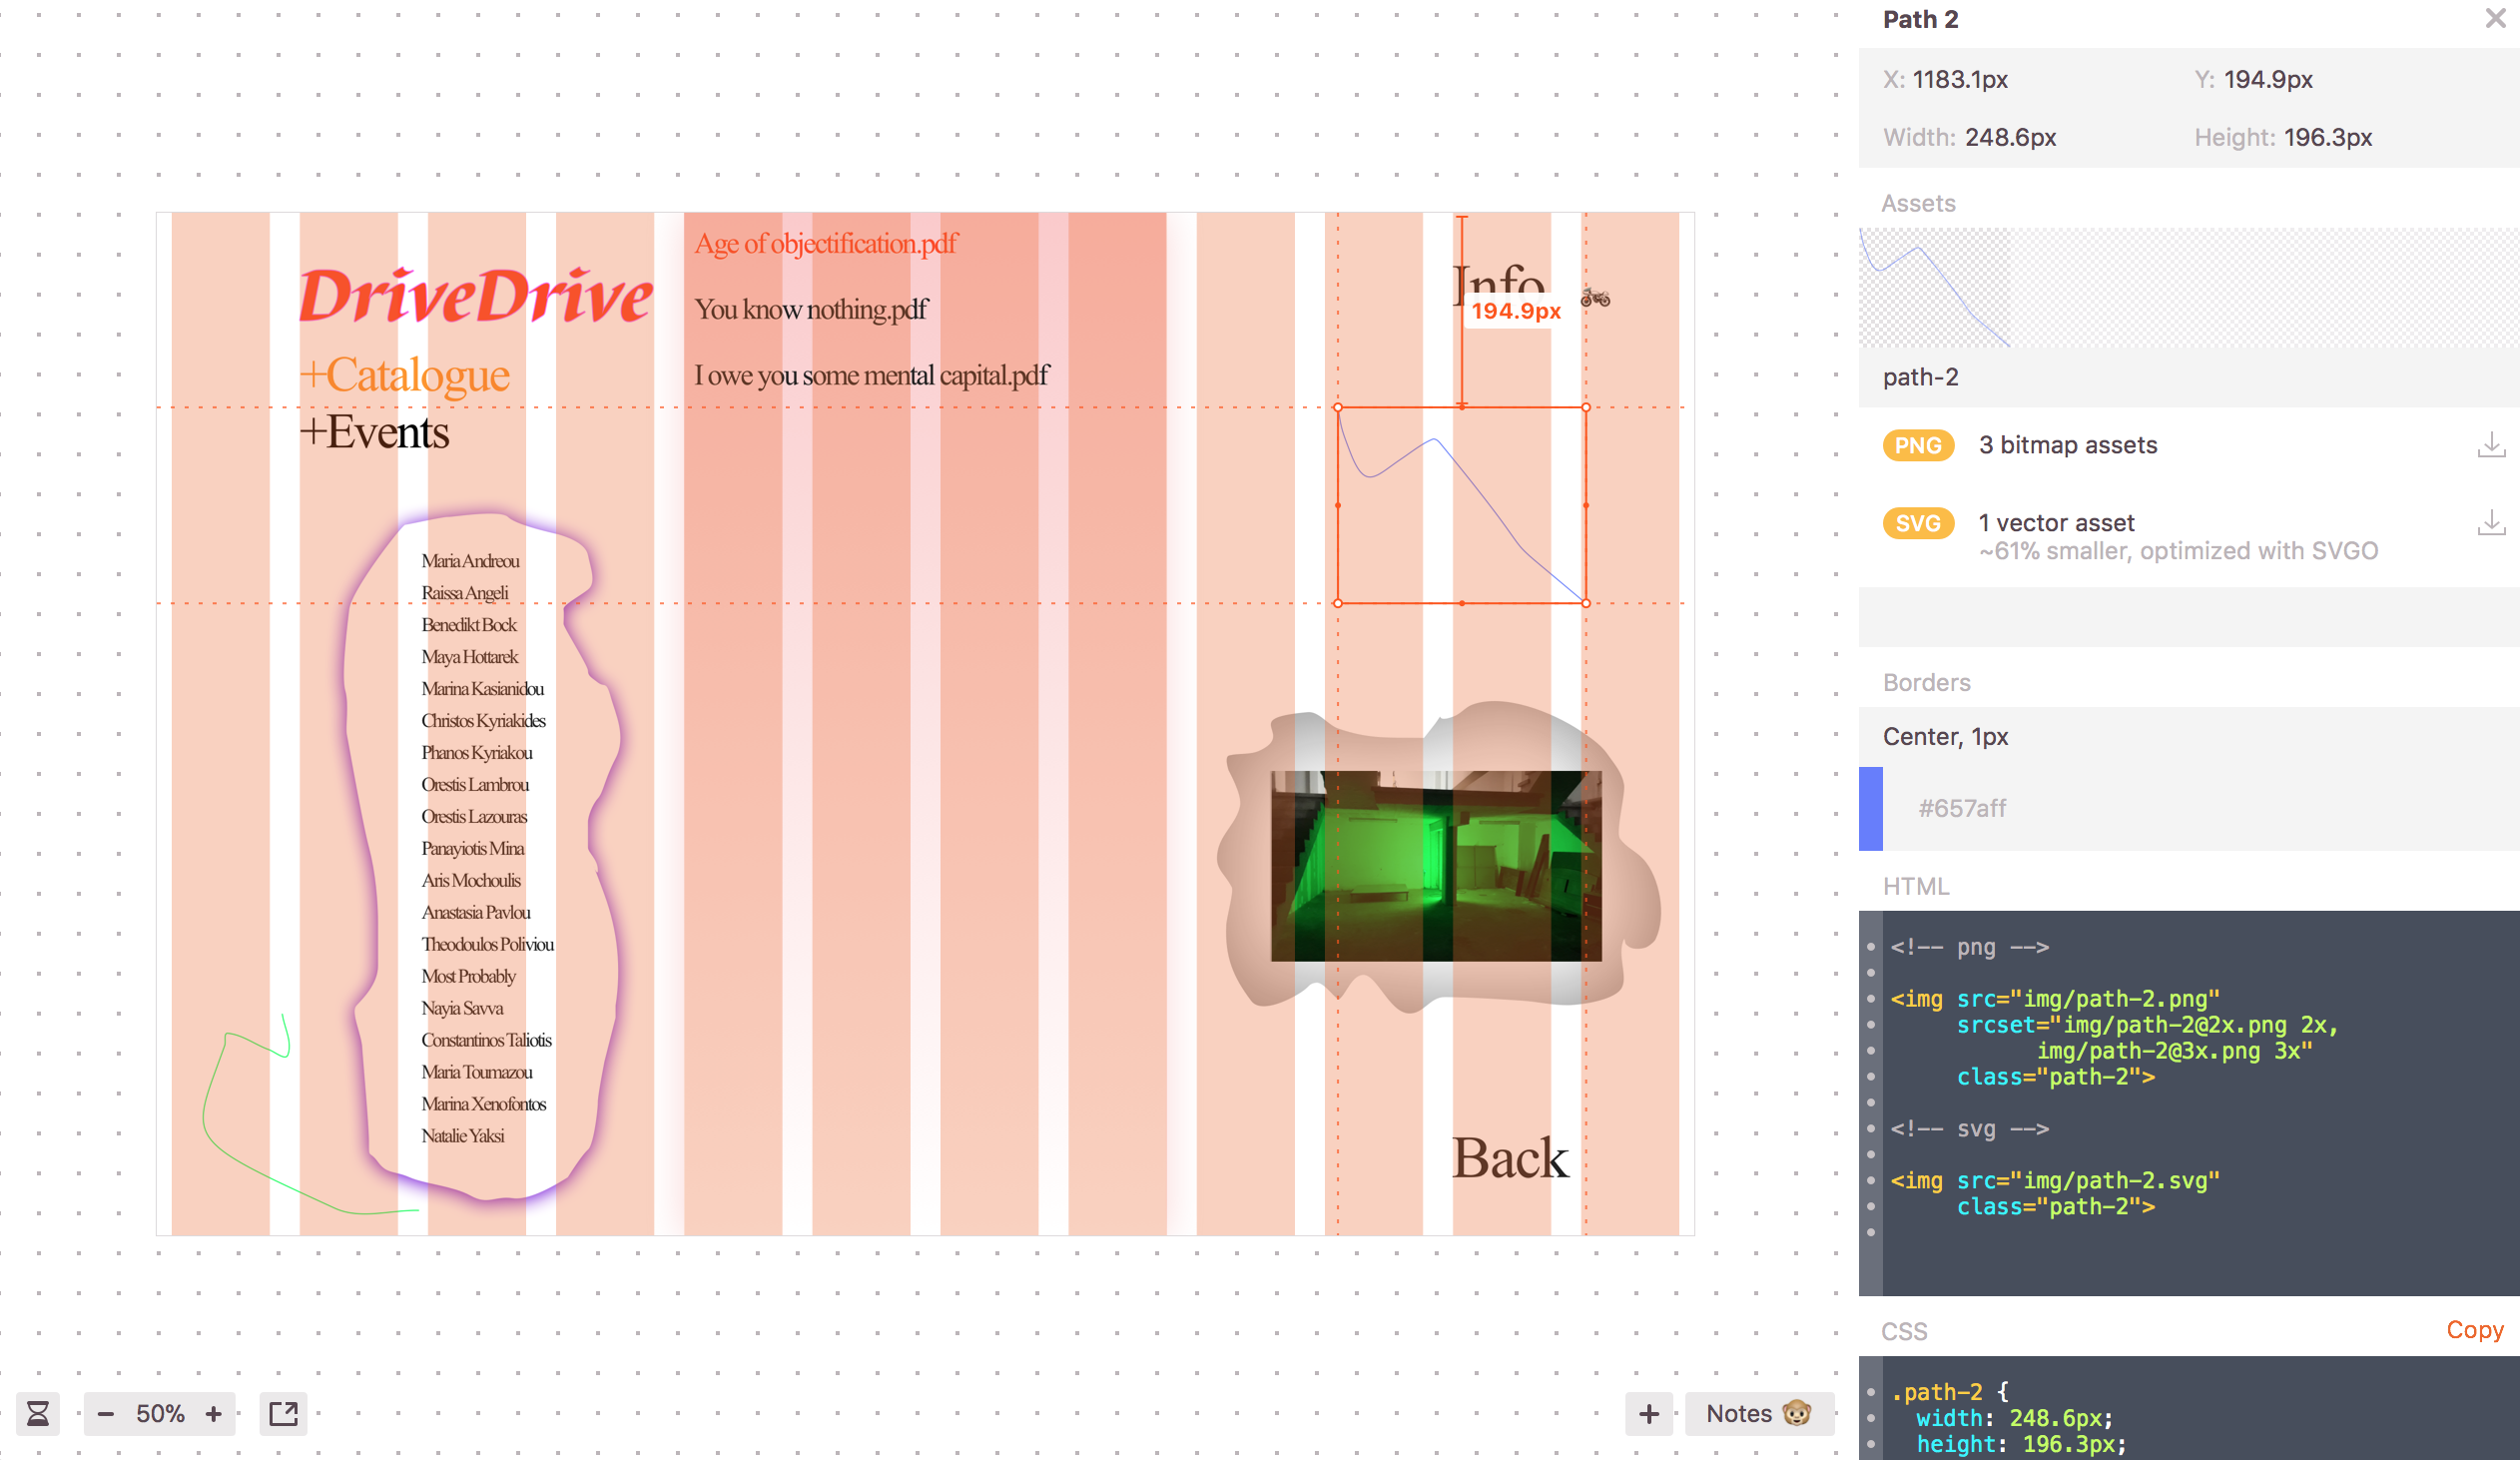 DriveDrive
+Catalogue
+Events
Age of objectification.pdf
You know nothing.pdf
I owe you some mental capital.pdf
Info
194.9px
Maria Andreou
Raissa Angeli
Benedikt Bock
Maya Hottarek
Marina Kasianidou
Christos Kyriakides
Phanos Kyriakou
Orestis Lambrou
Orestis Lazouras
Panayiotis Mina
Aris Mochoulis
Anastasia Pavlou
Theodoulos Poliviou
Most Probably
Nayia Savva
Constantinos Taliotis
Maria Toumazou
Marina Xenofontos
Natalie Yaksi
Back
− 50% +
+ Notes
Path 2
X: 1183.1px Y: 194.9px
Width: 248.6px Height: 196.3px
Assets
path-2
PNG 3 bitmap assets
SVG 1 vector asset
~61% smaller, optimized with SVGO
Borders
Center, 1px
#657aff
HTML
<!-- png -->
<img src="img/path-2.png"
srcset="img/path-2@2x.png 2x,
img/path-2@3x.png 3x"
class="path-2">
<!-- svg -->
<img src="img/path-2.svg"
class="path-2">
CSS Copy
.path-2 {
width: 248.6px;
height: 196.3px;